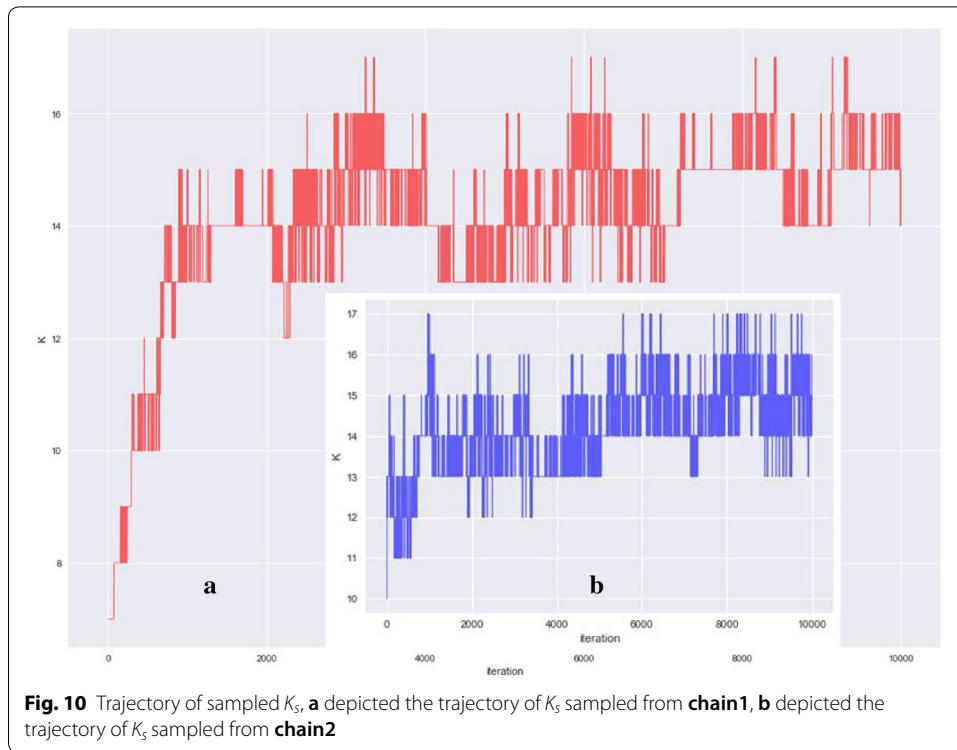 16
14
K
12
10
8
a
17
16
15
14
K
13
12
11
10
b
0 2000 4000 6000 8000 10000
iteration
0 2000 4000 6000 8000 10000
iteration
Fig. 10 Trajectory of sampled Ks, a depicted the trajectory of Ks sampled from chain1, b depicted the
trajectory of Ks sampled from chain2